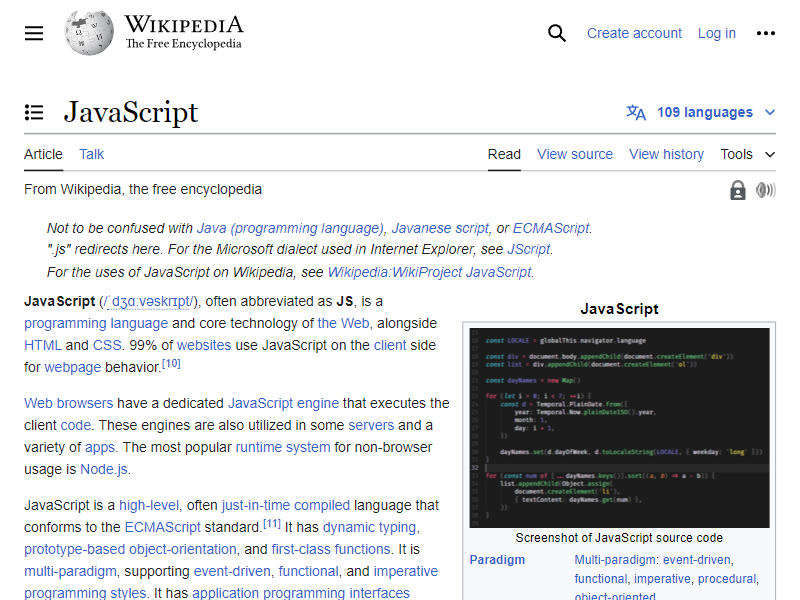 WIKIPEDIA
The Free Encyclopedia
Create account Log in
JavaScript
109 languages
Article Talk Read View source View history Tools
From Wikipedia, the free encyclopedia
Not to be confused with Java (programming language), Javanese script, or ECMAScript.
".js" redirects here. For the Microsoft dialect used in Internet Explorer, see JScript.
For the uses of JavaScript on Wikipedia, see Wikipedia:WikiProject JavaScript.
JavaScript (/ˈdʒɑːvəskrɪpt/), often abbreviated as JS, is a
programming language and core technology of the Web, alongside
HTML and CSS. 99% of websites use JavaScript on the client side
for webpage behavior.[10]
Web browsers have a dedicated JavaScript engine that executes the
client code. These engines are also utilized in some servers and a
variety of apps. The most popular runtime system for non-browser
usage is Node.js.
JavaScript is a high-level, often just-in-time compiled language that
conforms to the ECMAScript standard.[11] It has dynamic typing,
prototype-based object-orientation, and first-class functions. It is
multi-paradigm, supporting event-driven, functional, and imperative
programming styles. It has application programming interfaces
JavaScript
const LOCALE = globalThis.navigator.language
const div = document.body.appendChild(document.createElement('div'))
const list = div.appendChild(document.createElement('ol'))
const dayNames = new Map()
for (let i = 0; i < 7; ++i) {
const d = Temporal.PlainDate.from({
year: Temporal.Now.plainDateISO().year,
month: 1,
day: i + 1,
})
dayNames.set(d.dayOfWeek, d.toLocaleString(LOCALE, { weekday: 'long' }))
}
for (const num of [...dayNames.keys()].sort((a, b) => a - b)) {
list.appendChild(Object.assign(
document.createElement('li'),
{ textContent: dayNames.get(num) },
))
}
Screenshot of JavaScript source code
Paradigm Multi-paradigm: event-driven,
functional, imperative, procedural,
object-oriented